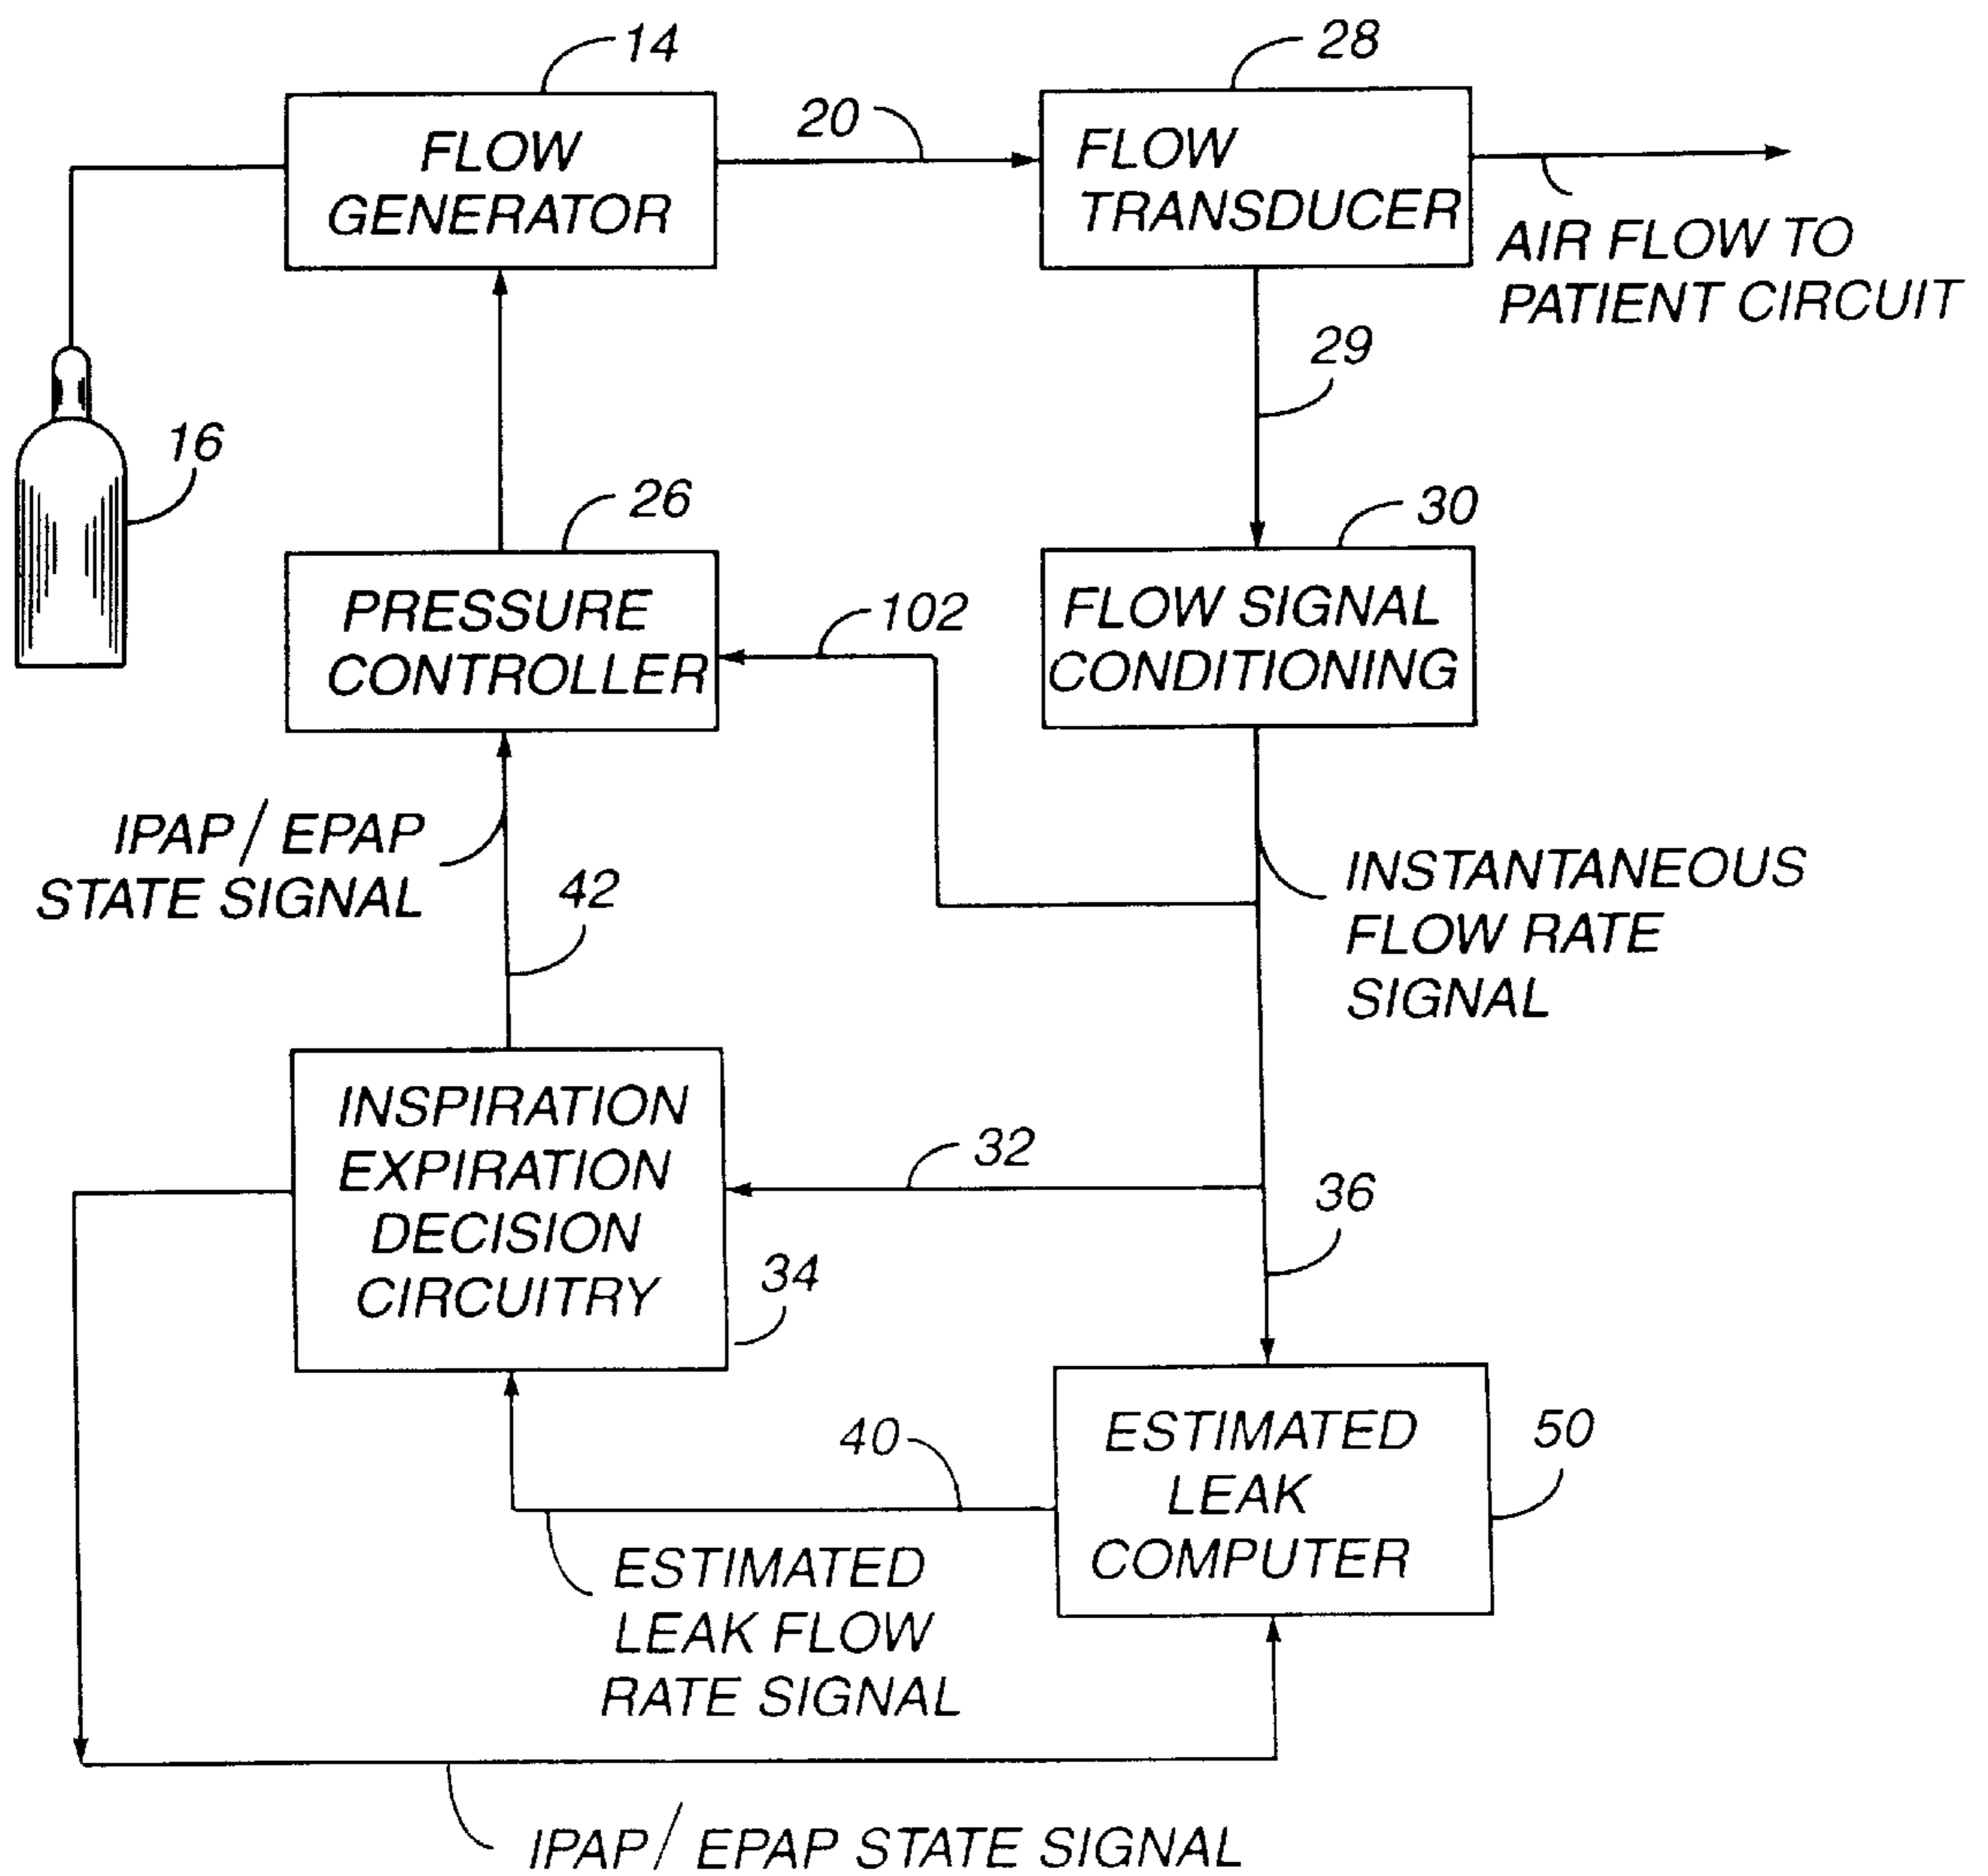 14
28
20
FLOW
GENERATOR
FLOW
TRANSDUCER
AIR FLOW TO
PATIENT CIRCUIT
29
16
26
30
PRESSURE
CONTROLLER
102
FLOW SIGNAL
CONDITIONING
IPAP/EPAP
STATE SIGNAL
42
INSTANTANEOUS
FLOW RATE
SIGNAL
INSPIRATION
EXPIRATION
DECISION
CIRCUITRY
32
36
34
40
ESTIMATED
LEAK
COMPUTER
50
ESTIMATED
LEAK FLOW
RATE SIGNAL
IPAP/EPAP STATE SIGNAL